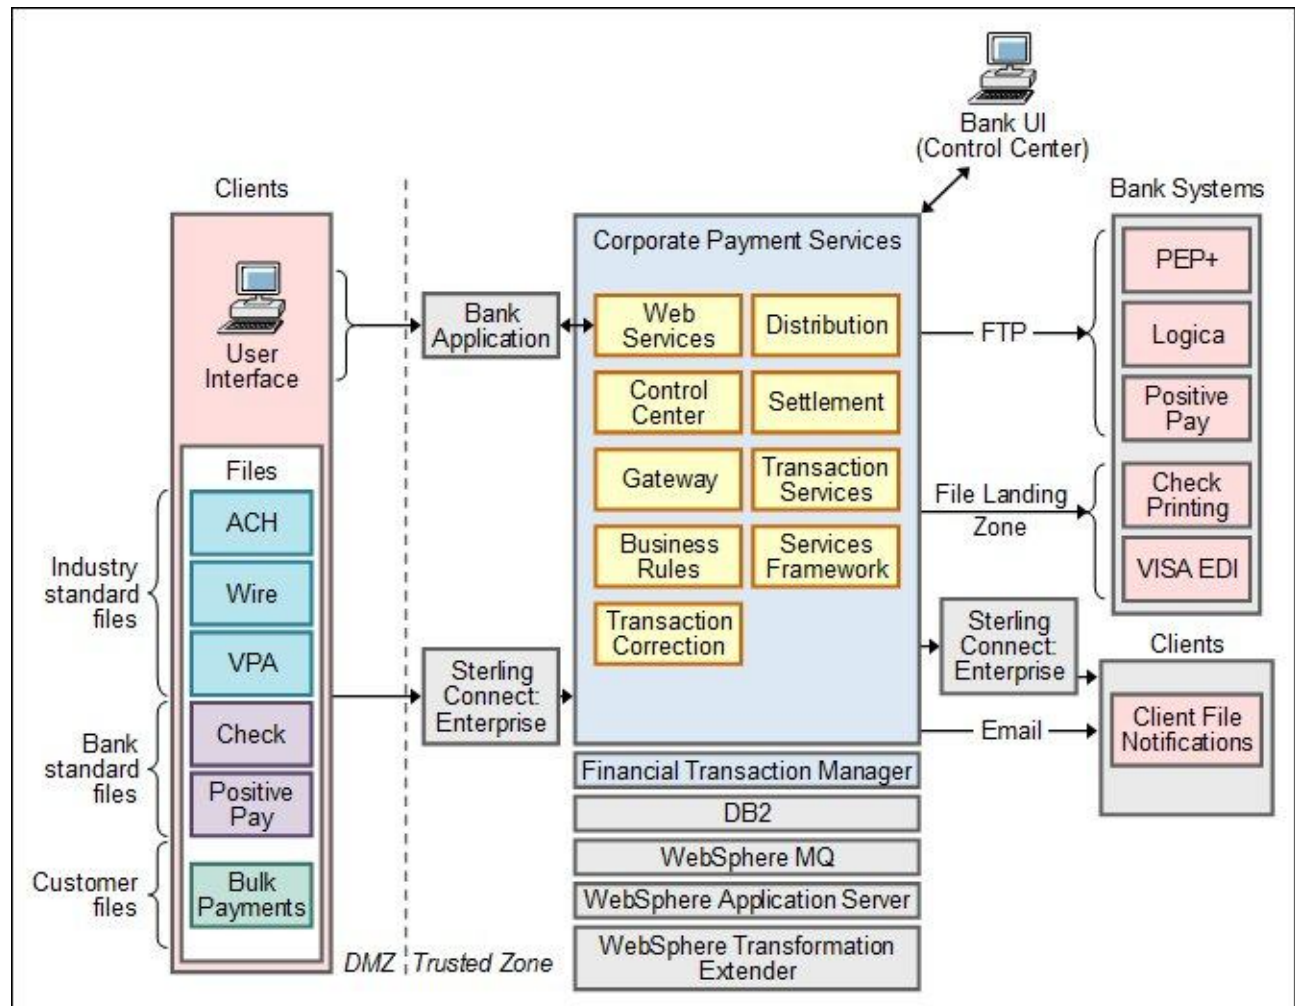 Bank UI
(Control Center)
Clients
Bank Systems
User
Interface
Bank
Application
Corporate Payment Services
Web
Services
Distribution
Control
Center
Settlement
Gateway
Transaction
Services
Business
Rules
Services
Framework
Transaction
Correction
FTP
PEP+
Logica
Positive
Pay
File Landing
Zone
Check
Printing
VISA EDI
Files
Industry
standard
files
ACH
Wire
VPA
Bank
standard
files
Check
Positive
Pay
Customer
files
Bulk
Payments
Sterling
Connect:
Enterprise
Sterling
Connect:
Enterprise
Email
Clients
Client File
Notifications
Financial Transaction Manager
DB2
WebSphere MQ
WebSphere Application Server
WebSphere Transformation
Extender
DMZ
Trusted Zone